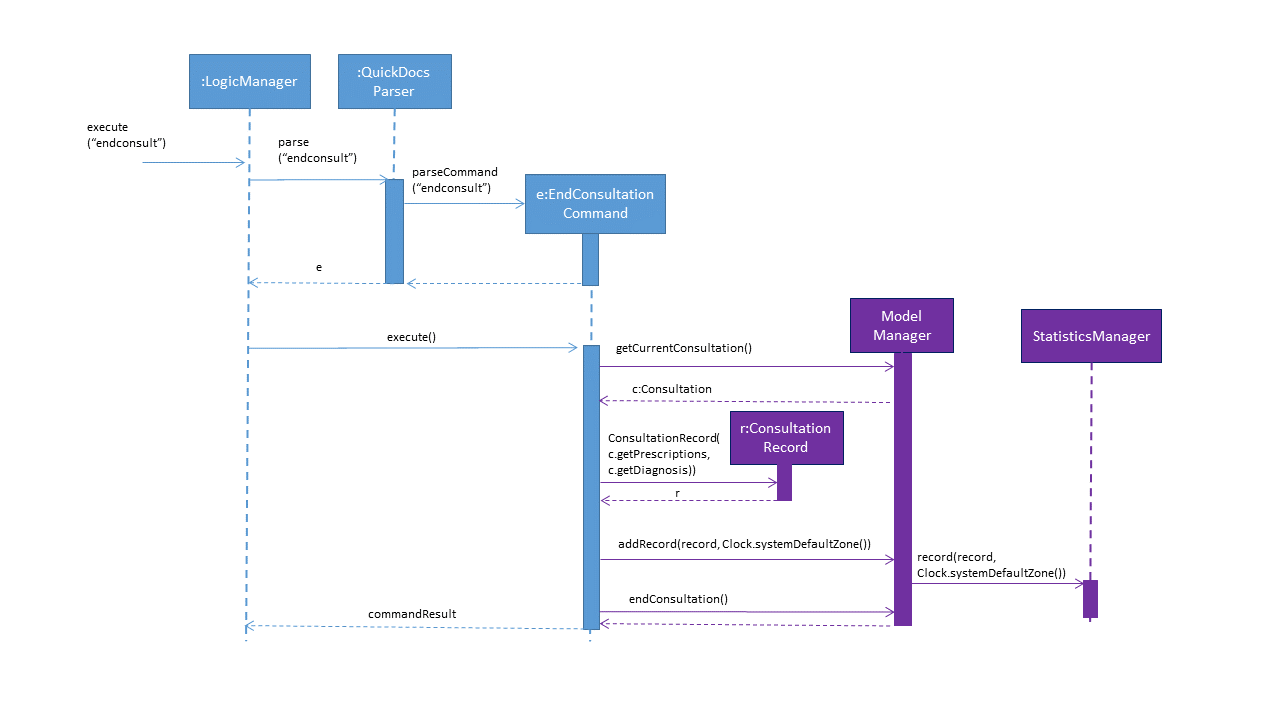 :LogicManager
:QuickDocs
Parser
execute
(“endconsult”)
parse
(“endconsult”)
parseCommand
(“endconsult”)
e:EndConsultation
Command
e
Model
Manager
StatisticsManager
execute()
getCurrentConsultation()
c:Consultation
r:Consultation
Record
ConsultationRecord(
c.getPrescriptions,
c.getDiagnosis))
r
addRecord(record, Clock.systemDefaultZone())
record(record,
Clock.systemDefaultZone())
endConsultation()
commandResult